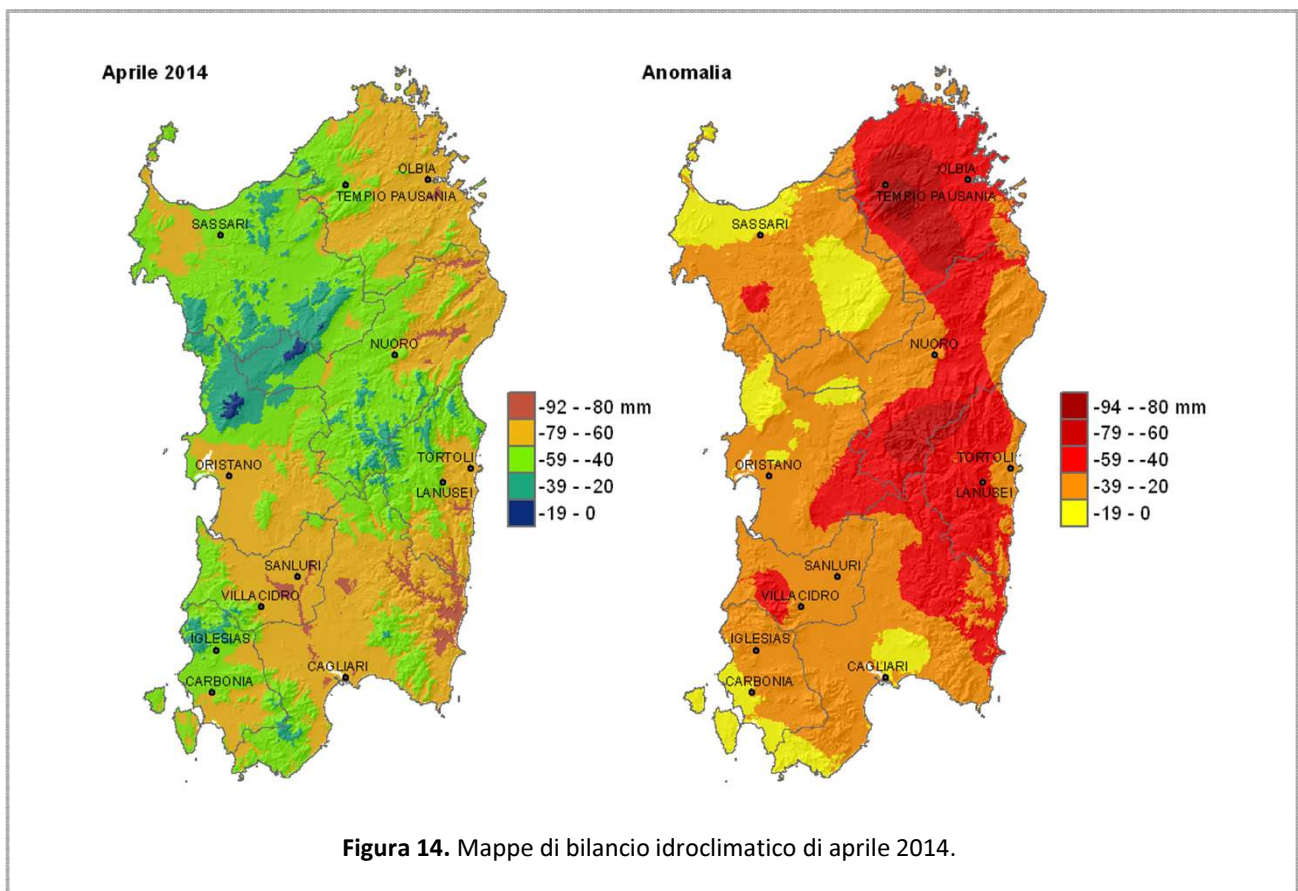 Aprile 2014
OLBIA
TEMPIO PAUSANIA
SASSARI
NUORO
ORISTANO
TORTOLI
LANUSEI
SANLURI
VILLACIDRO
IGLESIAS
CARBONIA
CAGLIARI
-92 - -80 mm
-79 - -60
-59 - -40
-39 - -20
-19 - 0
Anomalia
OLBIA
TEMPIO PAUSANIA
SASSARI
NUORO
ORISTANO
TORTOLI
LANUSEI
SANLURI
VILLACIDRO
IGLESIAS
CARBONIA
CAGLIARI
-94 - -80 mm
-79 - -60
-59 - -40
-39 - -20
-19 - 0
Figura 14. Mappe di bilancio idroclimatico di aprile 2014.